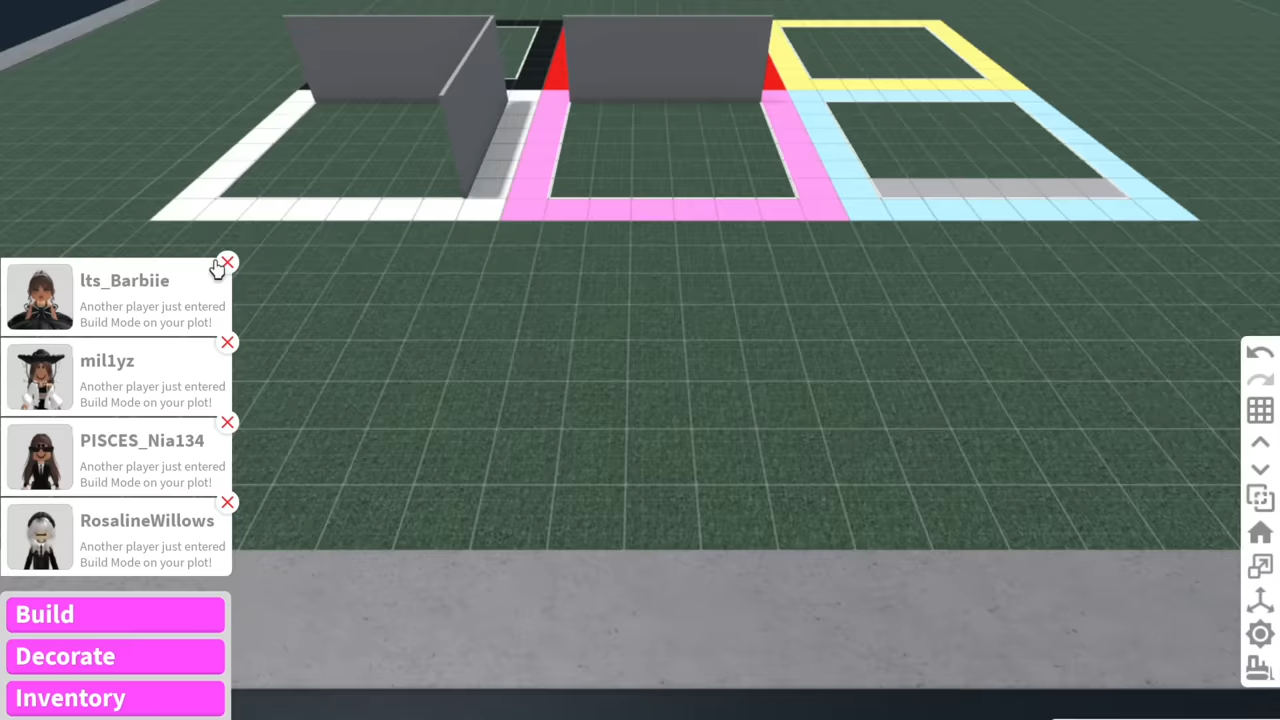 lts_Barbiie
Another player just entered
Build Mode on your plot!
mil1yz
Another player just entered
Build Mode on your plot!
PISCES_Nia134
Another player just entered
Build Mode on your plot!
RosalineWillows
Another player just entered
Build Mode on your plot!
Build
Decorate
Inventory